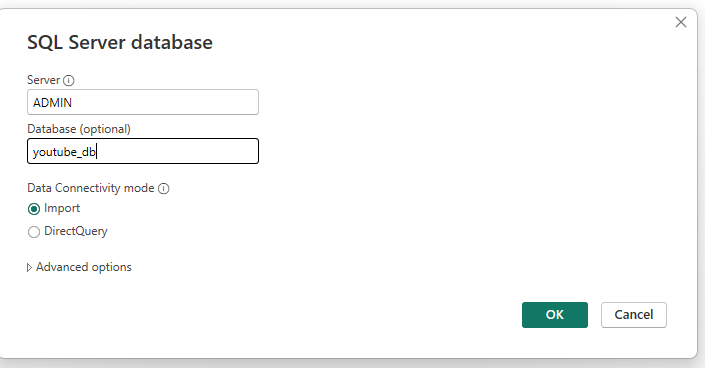 SQL Server database
Server
ADMIN
Database (optional)
youtube_db
Data Connectivity mode
Import
DirectQuery
Advanced options
OK Cancel